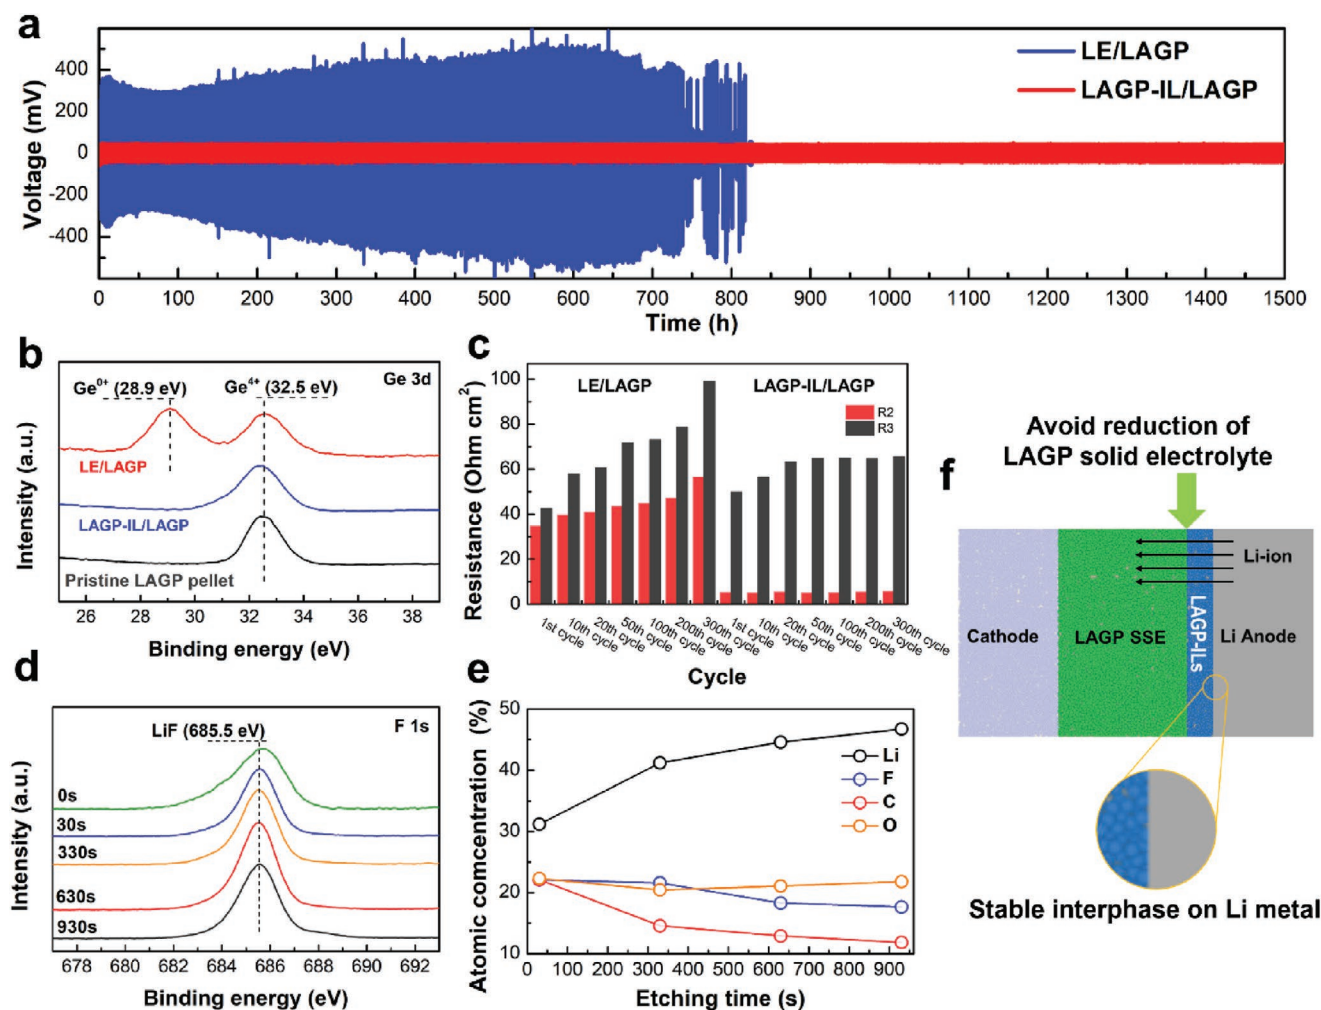 a
LE/LAGP
LAGP-IL/LAGP
400
200
0
-200
-400
Voltage (mV)
0 100 200 300 400 500 600 700 800 900 1000 1100 1200 1300 1400 1500
Time (h)
b
Ge⁰⁺ (28.9 eV)
Ge⁴⁺ (32.5 eV)
Ge 3d
LE/LAGP
LAGP-IL/LAGP
Pristine LAGP pellet
Intensity (a.u.)
26 28 30 32 34 36 38
Binding energy (eV)
c
LE/LAGP
LAGP-IL/LAGP
R2
R3
100
80
60
40
20
0
Resistance (Ohm cm²)
1st cycle
10th cycle
20th cycle
50th cycle
100th cycle
200th cycle
300th cycle
1st cycle
10th cycle
20th cycle
50th cycle
100th cycle
200th cycle
300th cycle
Cycle
d
LiF (685.5 eV)
F 1s
0s
30s
330s
630s
930s
Intensity (a.u.)
678 680 682 684 686 688 690 692
Binding energy (eV)
e
50
40
30
20
10
Atomic comcentration (%)
Li
F
C
O
0 100 200 300 400 500 600 700 800 900
Etching time (s)
f
Avoid reduction of
LAGP solid electrolyte
Li-ion
Cathode
LAGP SSE
LAGP-ILs
Li Anode
Stable interphase on Li metal